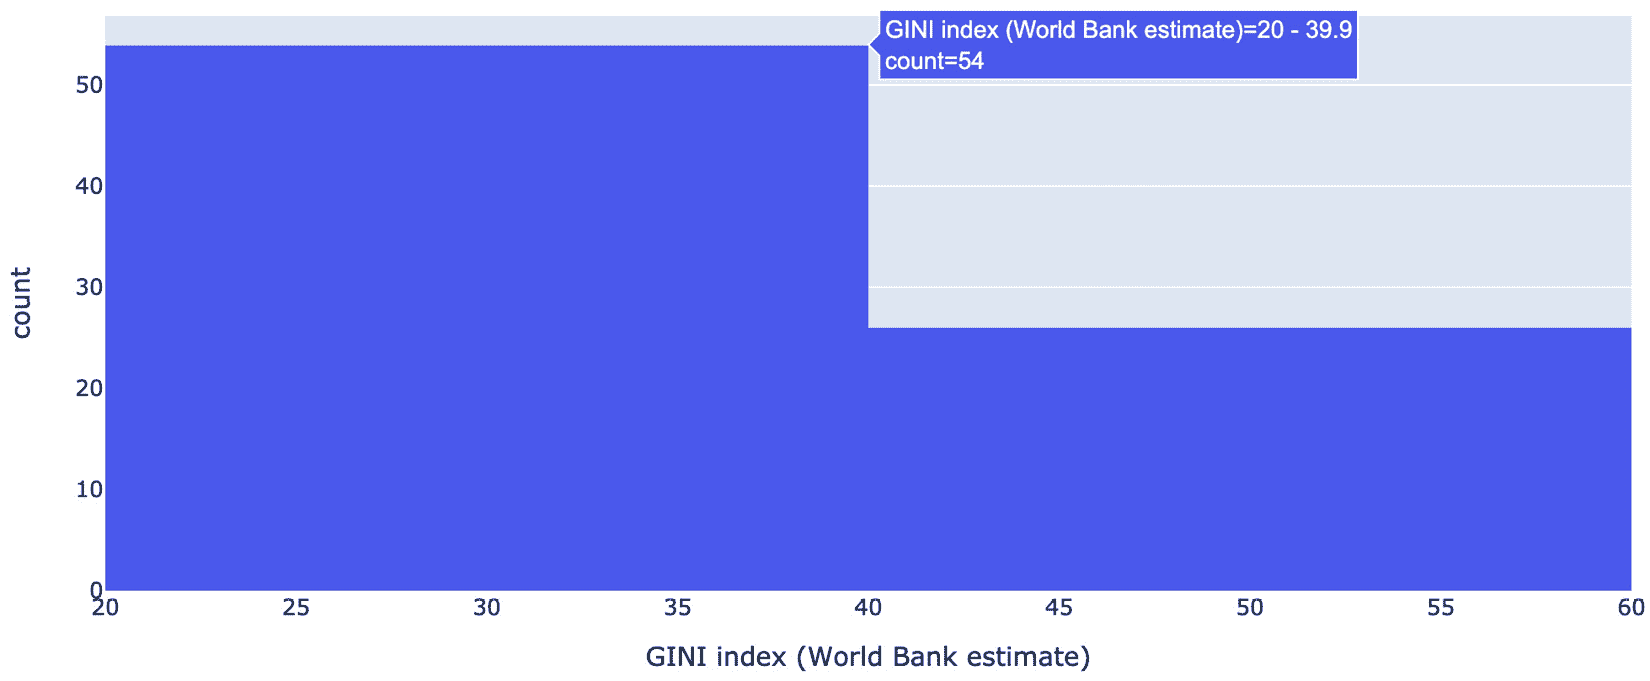 GINI index (World Bank estimate)=20 - 39.9
count=54
50
40
30
20
10
0
count
20 25 30 35 40 45 50 55 60
GINI index (World Bank estimate)